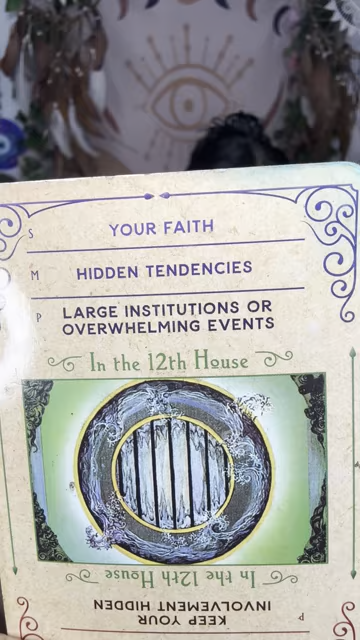 S YOUR FAITH
M HIDDEN TENDENCIES
P LARGE INSTITUTIONS OR
OVERWHELMING EVENTS
In the 12th House
In the 12th House
P KEEP YOUR
INVOLVEMENT HIDDEN